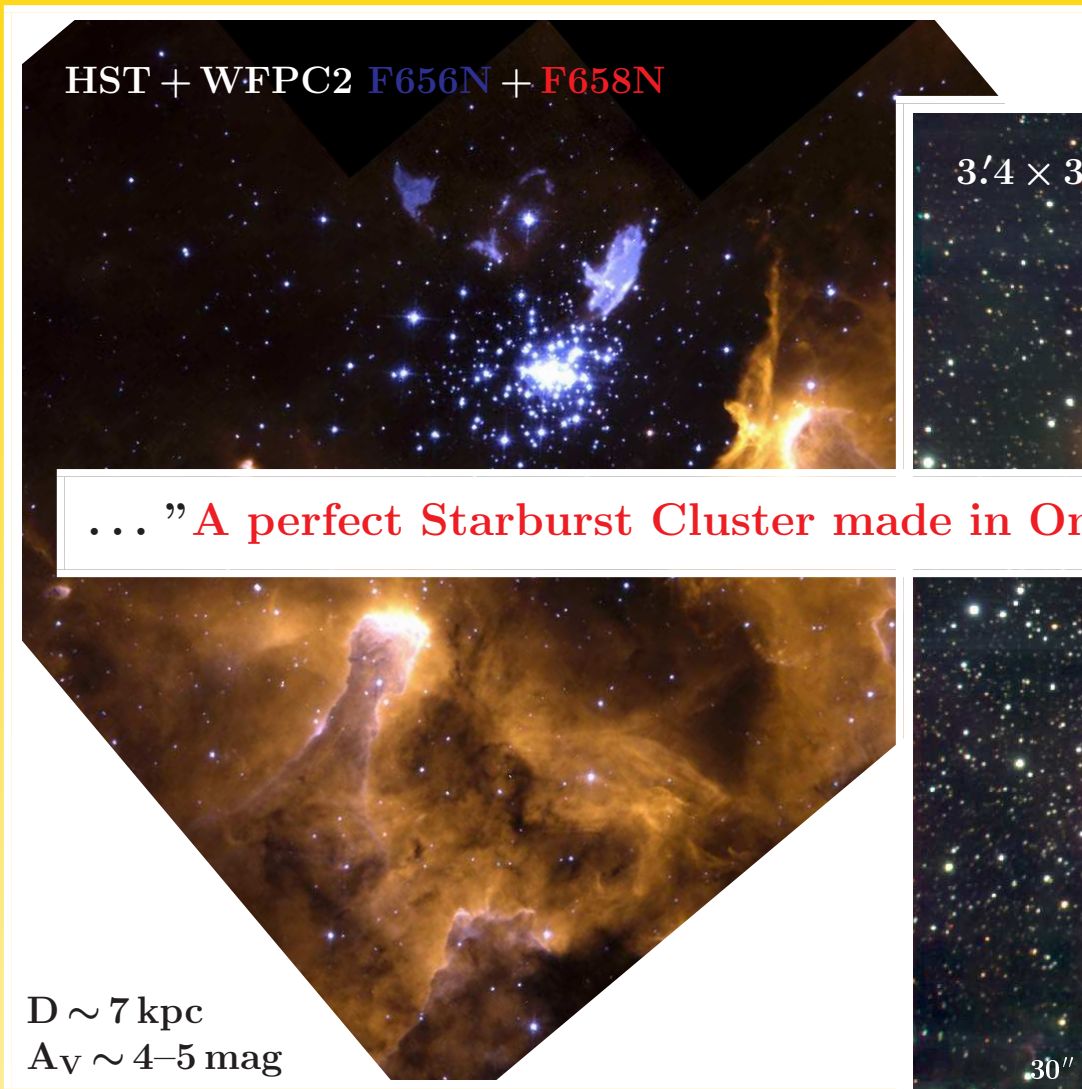 HST + WFPC2 F656N + F658N
3.′4 × 3
. . . ”A perfect Starburst Cluster made in
D ∼ 7 kpc
A_V ∼ 4–5 mag
30″